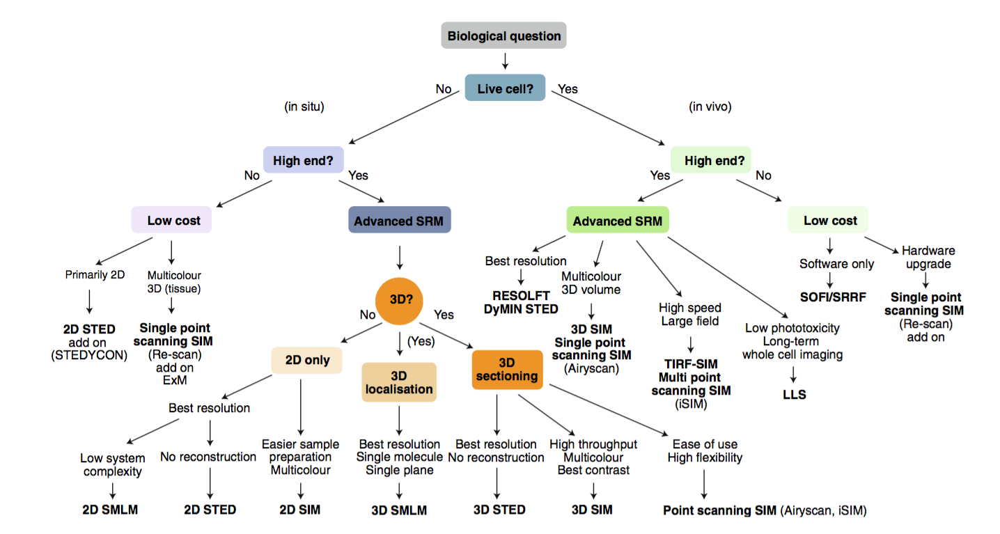 Biological question
Live cell?
No
Yes
(in situ)
(in vivo)
High end?
No
Yes
High end?
Yes
No
Low cost
Advanced SRM
Advanced SRM
Low cost
Primarily 2D
2D STED
add on
(STEDYCON)
Multicolour
3D (tissue)
Single point
scanning SIM
(Re-scan)
add on
ExM
3D?
No
(Yes)
Yes
2D only
3D
localisation
3D
sectioning
Best resolution
Low system
complexity
2D SMLM
No reconstruction
2D STED
Easier sample
preparation
Multicolour
2D SIM
Best resolution
Single molecule
Single plane
3D SMLM
Best resolution
No reconstruction
3D STED
High throughput
Multicolour
Best contrast
3D SIM
Ease of use
High flexibility
Point scanning SIM (Airyscan, iSIM)
Best resolution
RESOLFT
DyMIN STED
Multicolour
3D volume
3D SIM
Single point
scanning SIM
(Airyscan)
High speed
Large field
TIRF-SIM
Multi point
scanning SIM
(iSIM)
Low phototoxicity
Long-term
whole cell imaging
LLS
Software only
SOFI/SRRF
Hardware
upgrade
Single point
scanning SIM
(Re-scan)
add on